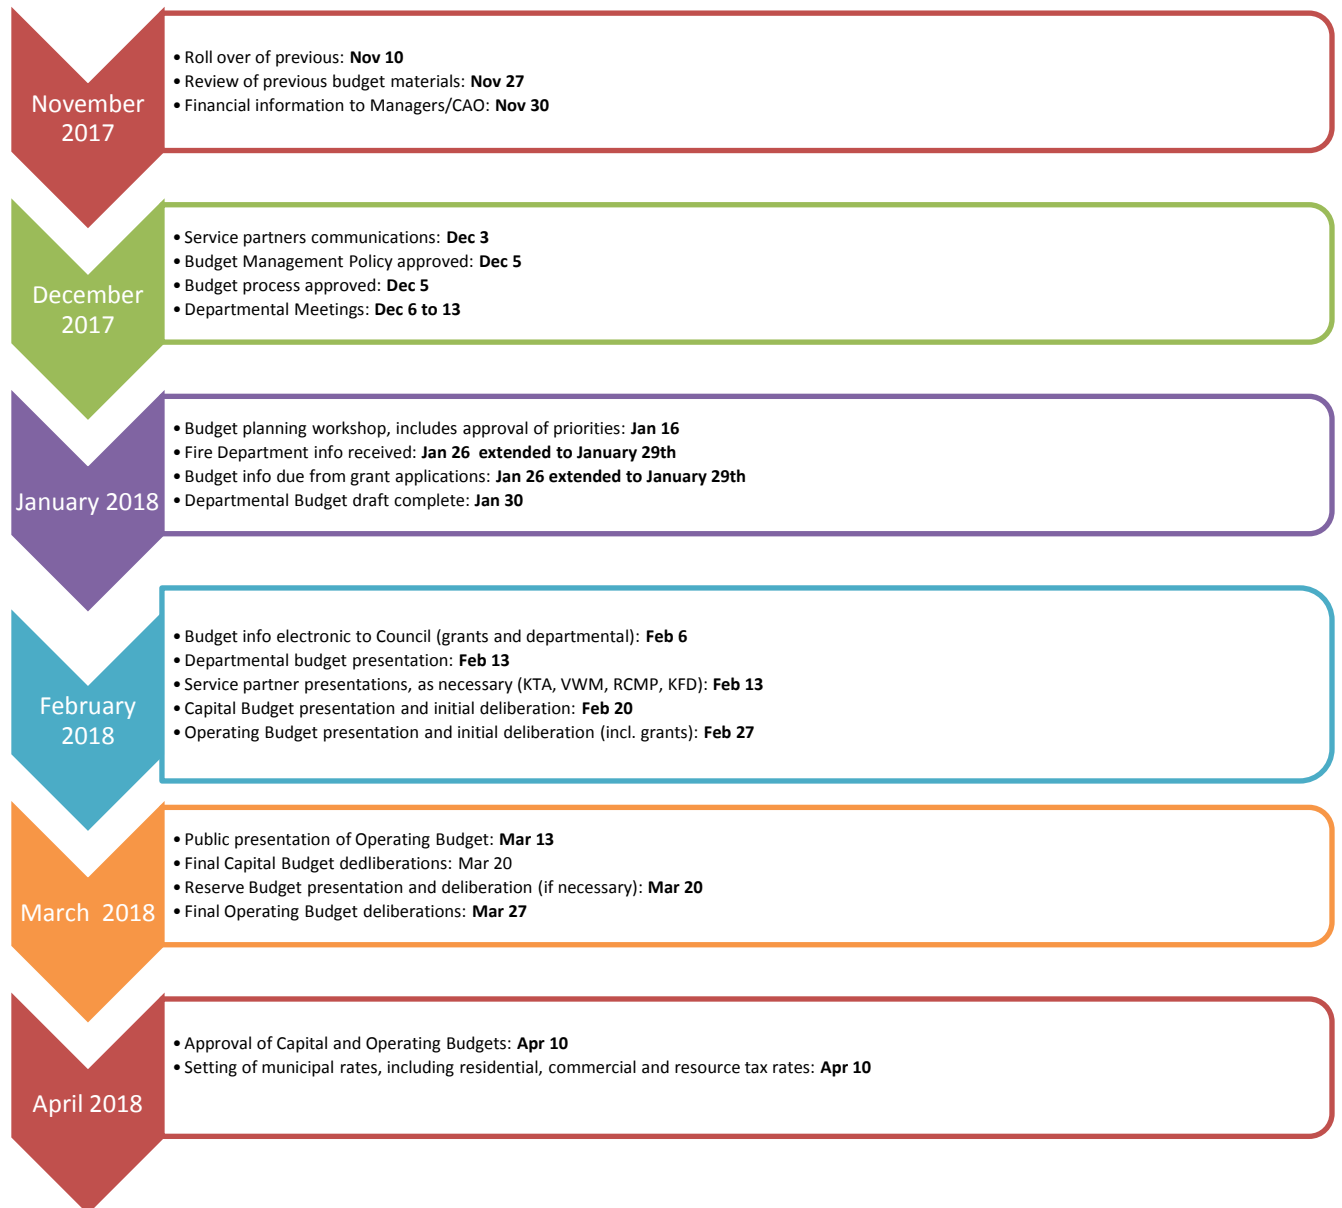 November
2017
• Roll over of previous: Nov 10
• Review of previous budget materials: Nov 27
• Financial information to Managers/CAO: Nov 30
December
2017
• Service partners communications: Dec 3
• Budget Management Policy approved: Dec 5
• Budget process approved: Dec 5
• Departmental Meetings: Dec 6 to 13
January 2018
• Budget planning workshop, includes approval of priorities: Jan 16
• Fire Department info received: Jan 26 extended to January 29th
• Budget info due from grant applications: Jan 26 extended to January 29th
• Departmental Budget draft complete: Jan 30
February
2018
• Budget info electronic to Council (grants and departmental): Feb 6
• Departmental budget presentation: Feb 13
• Service partner presentations, as necessary (KTA, VWM, RCMP, KFD): Feb 13
• Capital Budget presentation and initial deliberation: Feb 20
• Operating Budget presentation and initial deliberation (incl. grants): Feb 27
March 2018
• Public presentation of Operating Budget: Mar 13
• Final Capital Budget dedliberations: Mar 20
• Reserve Budget presentation and deliberation (if necessary): Mar 20
• Final Operating Budget deliberations: Mar 27
April 2018
• Approval of Capital and Operating Budgets: Apr 10
• Setting of municipal rates, including residential, commercial and resource tax rates: Apr 10